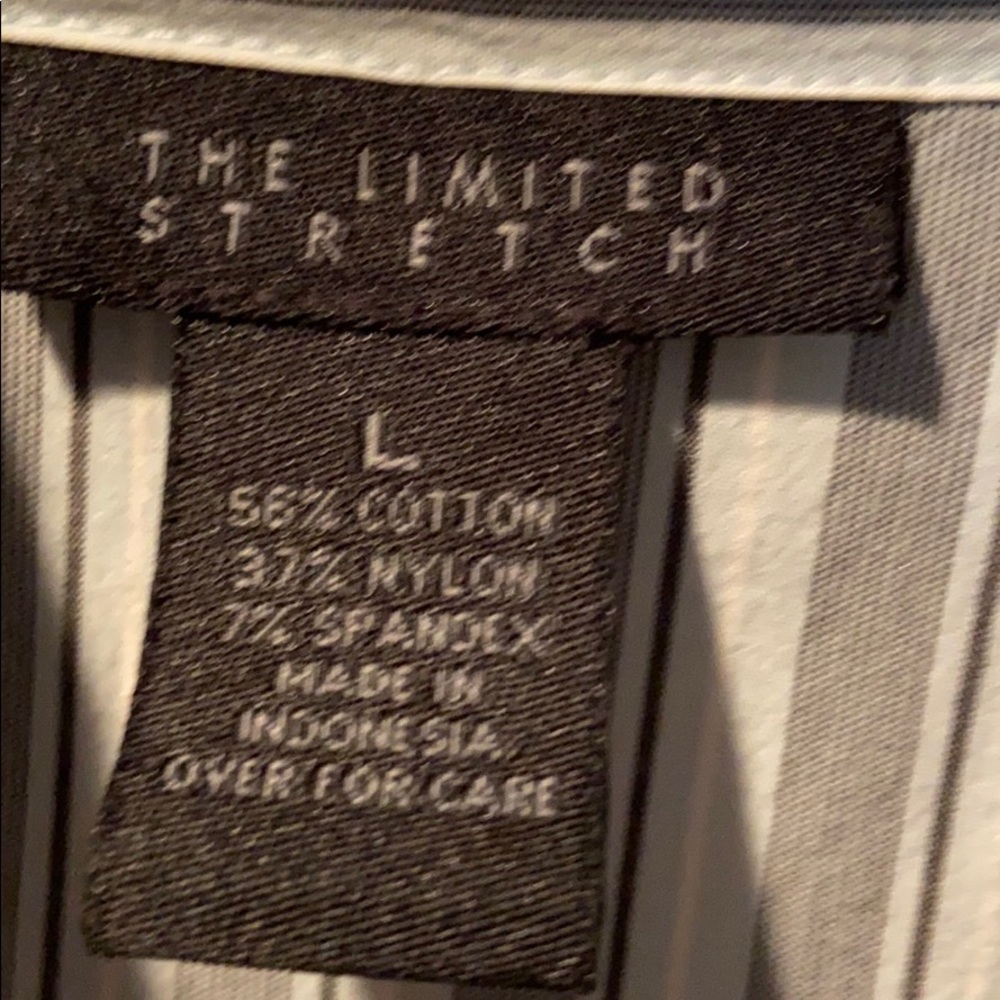 THE LIMITED
STRETCH
L
56% COTTON
37% NYLON
7% SPANDEX
MADE IN
INDONESIA
OVER FOR CARE